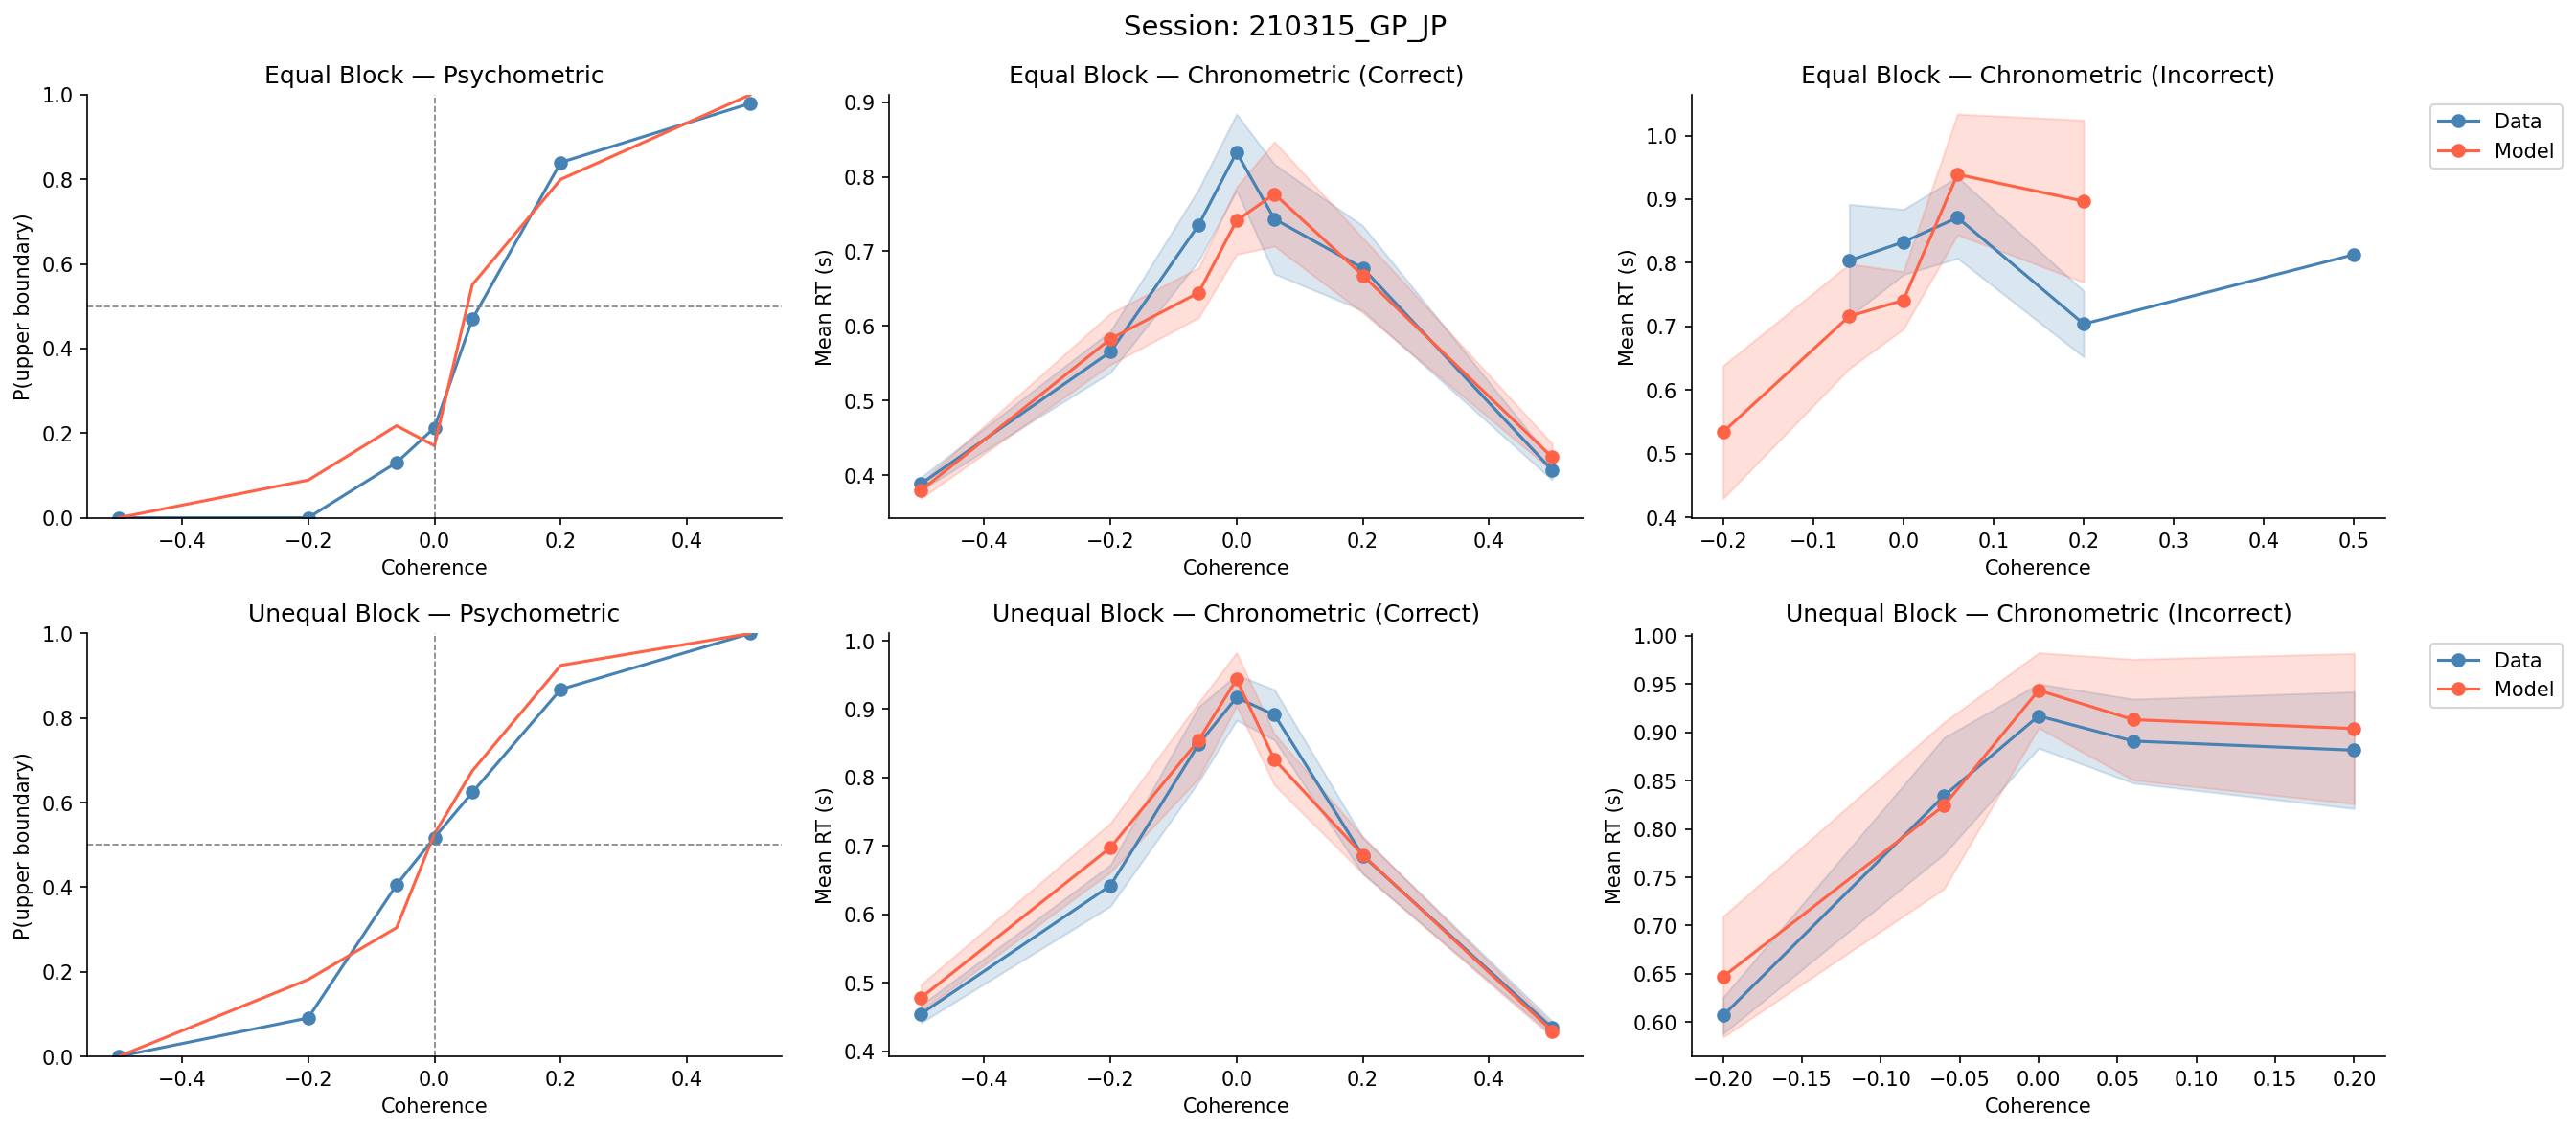 Session: 210315_GP_JP
Equal Block — Psychometric
P(upper boundary)
1.0
0.8
0.6
0.4
0.2
0.0
−0.4 −0.2 0.0 0.2 0.4
Coherence
Equal Block — Chronometric (Correct)
Mean RT (s)
0.9
0.8
0.7
0.6
0.5
0.4
−0.4 −0.2 0.0 0.2 0.4
Coherence
Equal Block — Chronometric (Incorrect)
Mean RT (s)
1.0
0.9
0.8
0.7
0.6
0.5
0.4
−0.2 −0.1 0.0 0.1 0.2 0.3 0.4 0.5
Coherence
Data
Model
Unequal Block — Psychometric
P(upper boundary)
1.0
0.8
0.6
0.4
0.2
0.0
−0.4 −0.2 0.0 0.2 0.4
Coherence
Unequal Block — Chronometric (Correct)
Mean RT (s)
1.0
0.9
0.8
0.7
0.6
0.5
0.4
−0.4 −0.2 0.0 0.2 0.4
Coherence
Unequal Block — Chronometric (Incorrect)
Mean RT (s)
1.00
0.95
0.90
0.85
0.80
0.75
0.70
0.65
0.60
−0.20 −0.15 −0.10 −0.05 0.00 0.05 0.10 0.15 0.20
Coherence
Data
Model